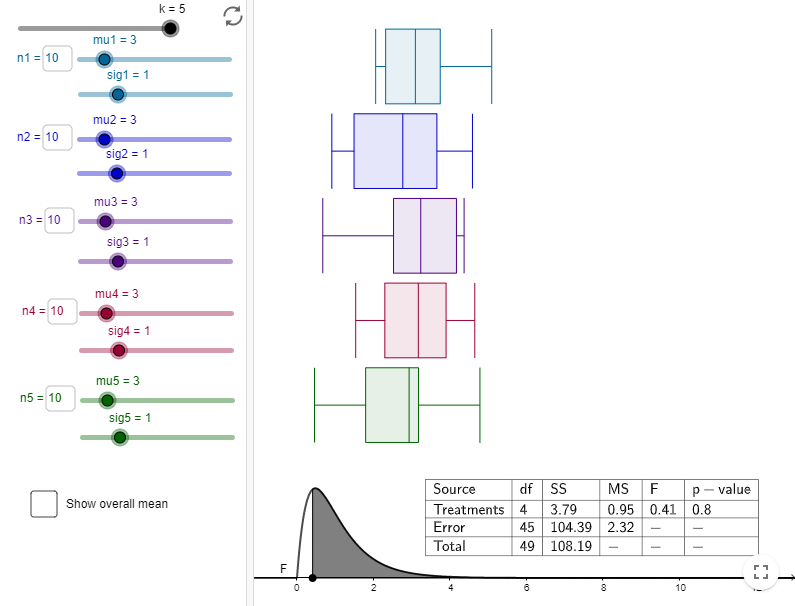 k = 5
mu1 = 3
n1 = 10
sig1 = 1
mu2 = 3
n2 = 10
sig2 = 1
mu3 = 3
n3 = 10
sig3 = 1
mu4 = 3
n4 = 10
sig4 = 1
mu5 = 3
n5 = 10
sig5 = 1
Show overall mean
Source df SS MS F p – value
Treatments 4 3.79 0.95 0.41 0.8
Error 45 104.39 2.32 – –
Total 49 108.19 – – –
F
0 2 4 6 8 10